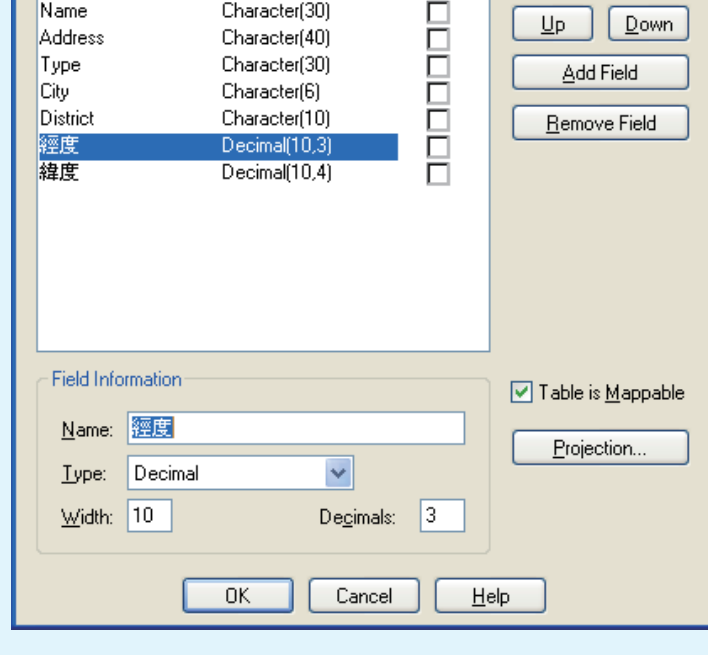 Name Character(30)
Address Character(40)
Type Character(30)
City Character(6)
District Character(10)
經度 Decimal(10,3)
緯度 Decimal(10,4)
Up Down
Add Field
Remove Field
Field Information
Name: 經度
Type: Decimal
Width: 10 Decimals: 3
Table is Mappable
Projection...
OK Cancel Help